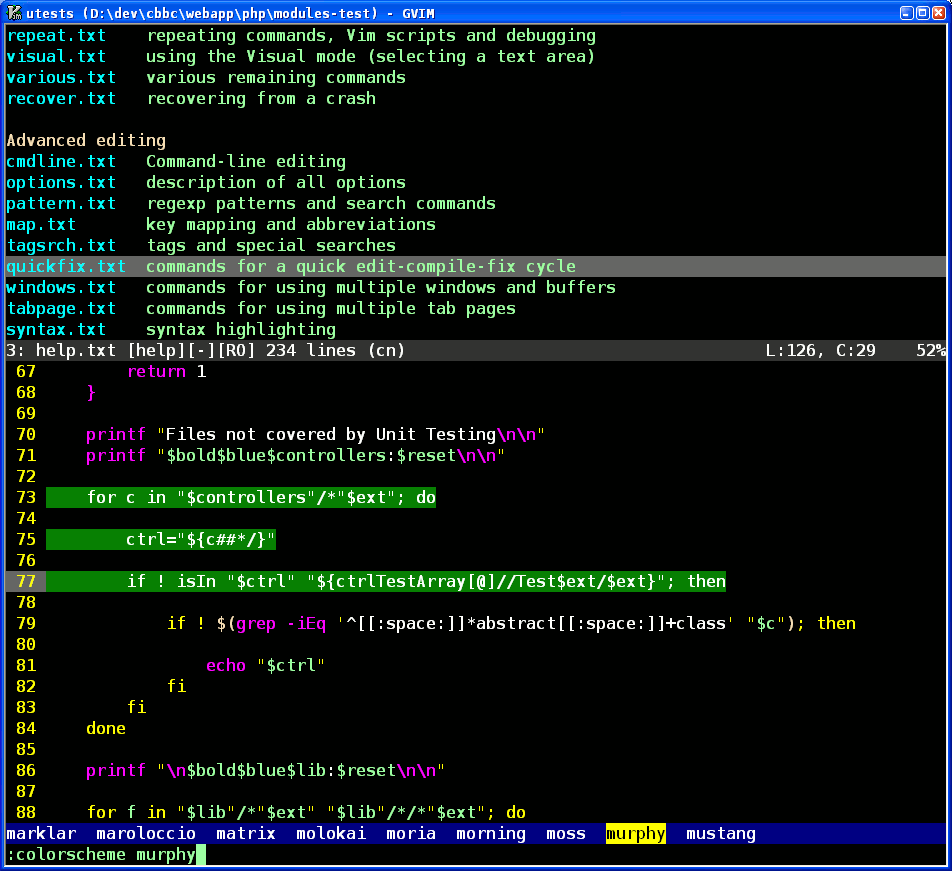 utests (D:\dev\cbbc\webapp\php\modules-test) - GVIM
repeat.txt    repeating commands, Vim scripts and debugging
visual.txt    using the Visual mode (selecting a text area)
various.txt   various remaining commands
recover.txt   recovering from a crash
Advanced editing
cmdline.txt   Command-line editing
options.txt   description of all options
pattern.txt   regexp patterns and search commands
map.txt       key mapping and abbreviations
tagsrch.txt   tags and special searches
quickfix.txt  commands for a quick edit-compile-fix cycle
windows.txt   commands for using multiple windows and buffers
tabpage.txt   commands for using multiple tab pages
syntax.txt    syntax highlighting
3: help.txt [help][-][RO] 234 lines (cn)                                    L:126, C:29    52%
67         return 1
68     }
69
70     printf "Files not covered by Unit Testing\n\n"
71     printf "$bold$blue$controllers:$reset\n\n"
72
73     for c in "$controllers"/*"$ext"; do
74
75         ctrl="${c##*/}"
76
77         if ! isIn "$ctrl" "${ctrlTestArray[@]//Test$ext/$ext}"; then
78
79             if ! $(grep -iEq '^[[:space:]]*abstract[[:space:]]+class' "$c"); then
80
81                 echo "$ctrl"
82             fi
83         fi
84     done
85
86     printf "\n$bold$blue$lib:$reset\n\n"
87
88     for f in "$lib"/*"$ext" "$lib"/*/*"$ext"; do
marklar  maroloccio  matrix  molokai  moria  morning  moss  murphy  mustang
:colorscheme murphy